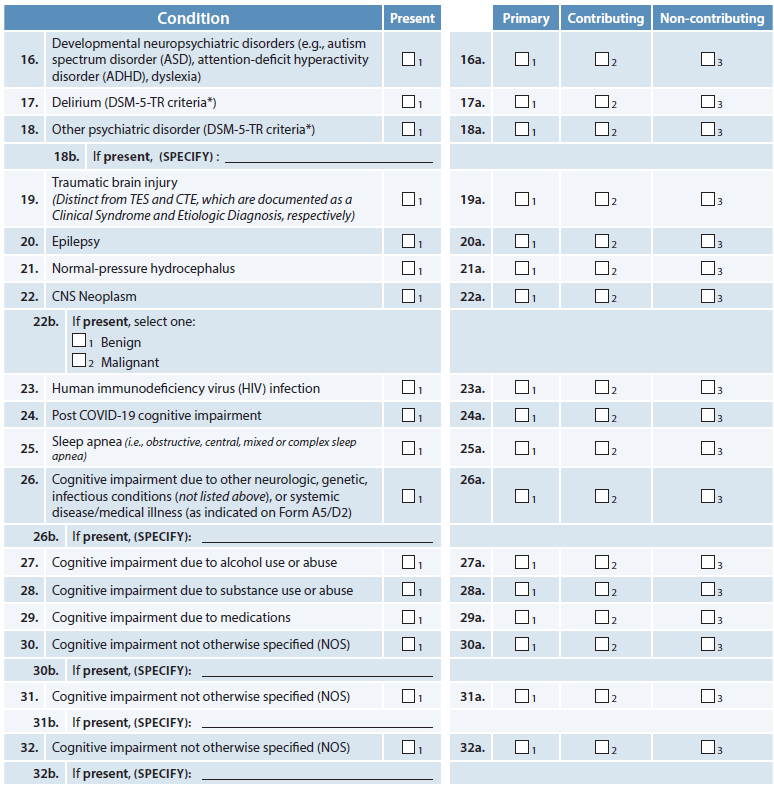 Condition Present Primary Contributing Non-contributing
16. Developmental neuropsychiatric disorders (e.g., autism
spectrum disorder (ASD), attention-deficit hyperactivity
disorder (ADHD), dyslexia) 1 16a. 1 2 3
17. Delirium (DSM-5-TR criteria*) 1 17a. 1 2 3
18. Other psychiatric disorder (DSM-5-TR criteria*) 1 18a. 1 2 3
18b. If present, (SPECIFY) :
19. Traumatic brain injury
(Distinct from TES and CTE, which are documented as a
Clinical Syndrome and Etiologic Diagnosis, respectively) 1 19a. 1 2 3
20. Epilepsy 1 20a. 1 2 3
21. Normal-pressure hydrocephalus 1 21a. 1 2 3
22. CNS Neoplasm 1 22a. 1 2 3
22b. If present, select one:
1 Benign
2 Malignant
23. Human immunodeficiency virus (HIV) infection 1 23a. 1 2 3
24. Post COVID-19 cognitive impairment 1 24a. 1 2 3
25. Sleep apnea (i.e., obstructive, central, mixed or complex sleep
apnea) 1 25a. 1 2 3
26. Cognitive impairment due to other neurologic, genetic,
infectious conditions (not listed above), or systemic
disease/medical illness (as indicated on Form A5/D2) 1 26a. 1 2 3
26b. If present, (SPECIFY):
27. Cognitive impairment due to alcohol use or abuse 1 27a. 1 2 3
28. Cognitive impairment due to substance use or abuse 1 28a. 1 2 3
29. Cognitive impairment due to medications 1 29a. 1 2 3
30. Cognitive impairment not otherwise specified (NOS) 1 30a. 1 2 3
30b. If present, (SPECIFY):
31. Cognitive impairment not otherwise specified (NOS) 1 31a. 1 2 3
31b. If present, (SPECIFY):
32. Cognitive impairment not otherwise specified (NOS) 1 32a. 1 2 3
32b. If present, (SPECIFY):